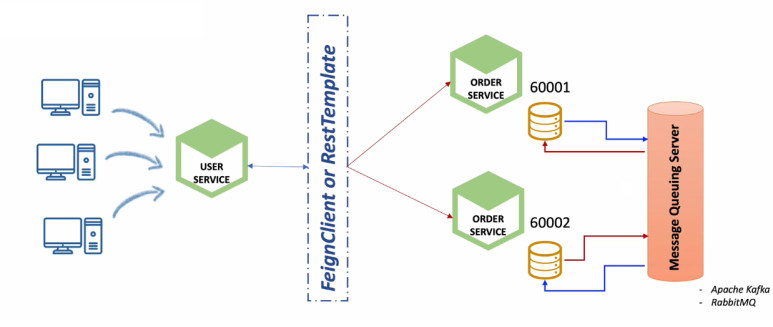 USER
SERVICE
FeignClient or RestTemplate
ORDER
SERVICE
60001
ORDER
SERVICE
60002
Message Queuing Server
- Apache Kafka
- RabbitMQ